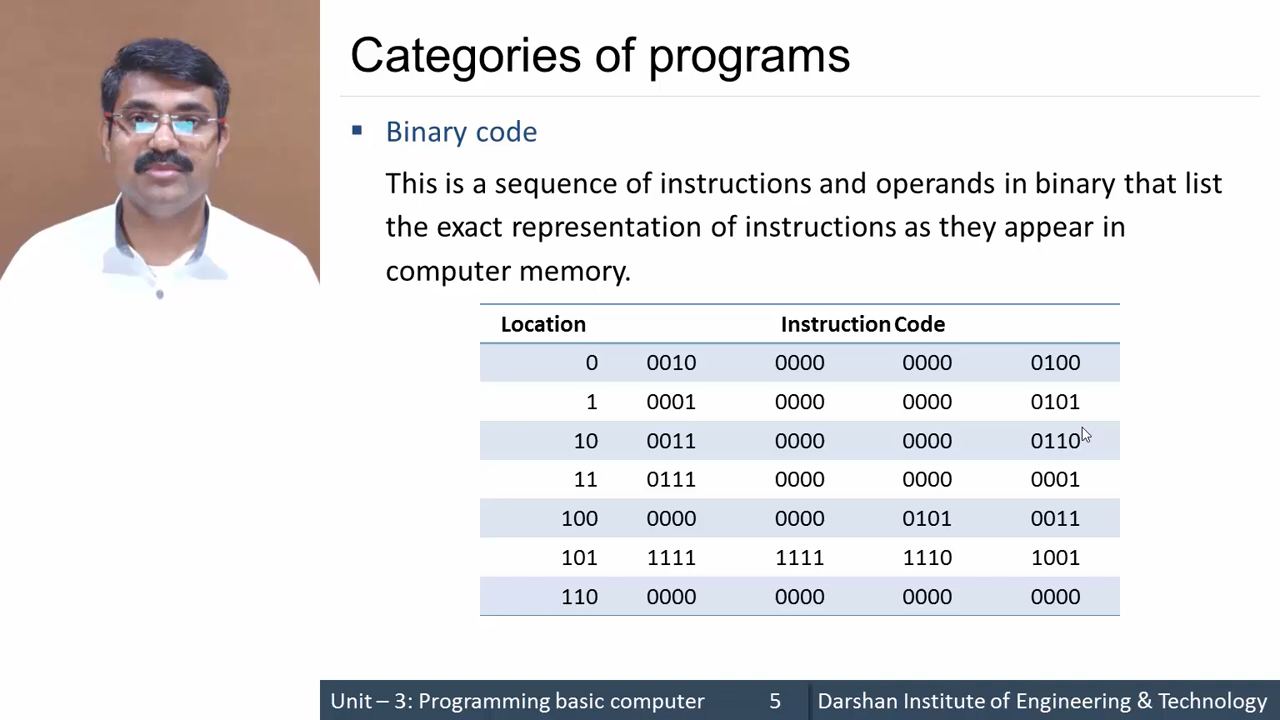 Categories of programs
▪ Binary code
This is a sequence of instructions and operands in binary that list
the exact representation of instructions as they appear in
computer memory.
Location Instruction Code
0 0010 0000 0000 0100
1 0001 0000 0000 0101
10 0011 0000 0000 0110
11 0111 0000 0000 0001
100 0000 0000 0101 0011
101 1111 1111 1110 1001
110 0000 0000 0000 0000
Unit – 3: Programming basic computer 5 Darshan Institute of Engineering & Technology